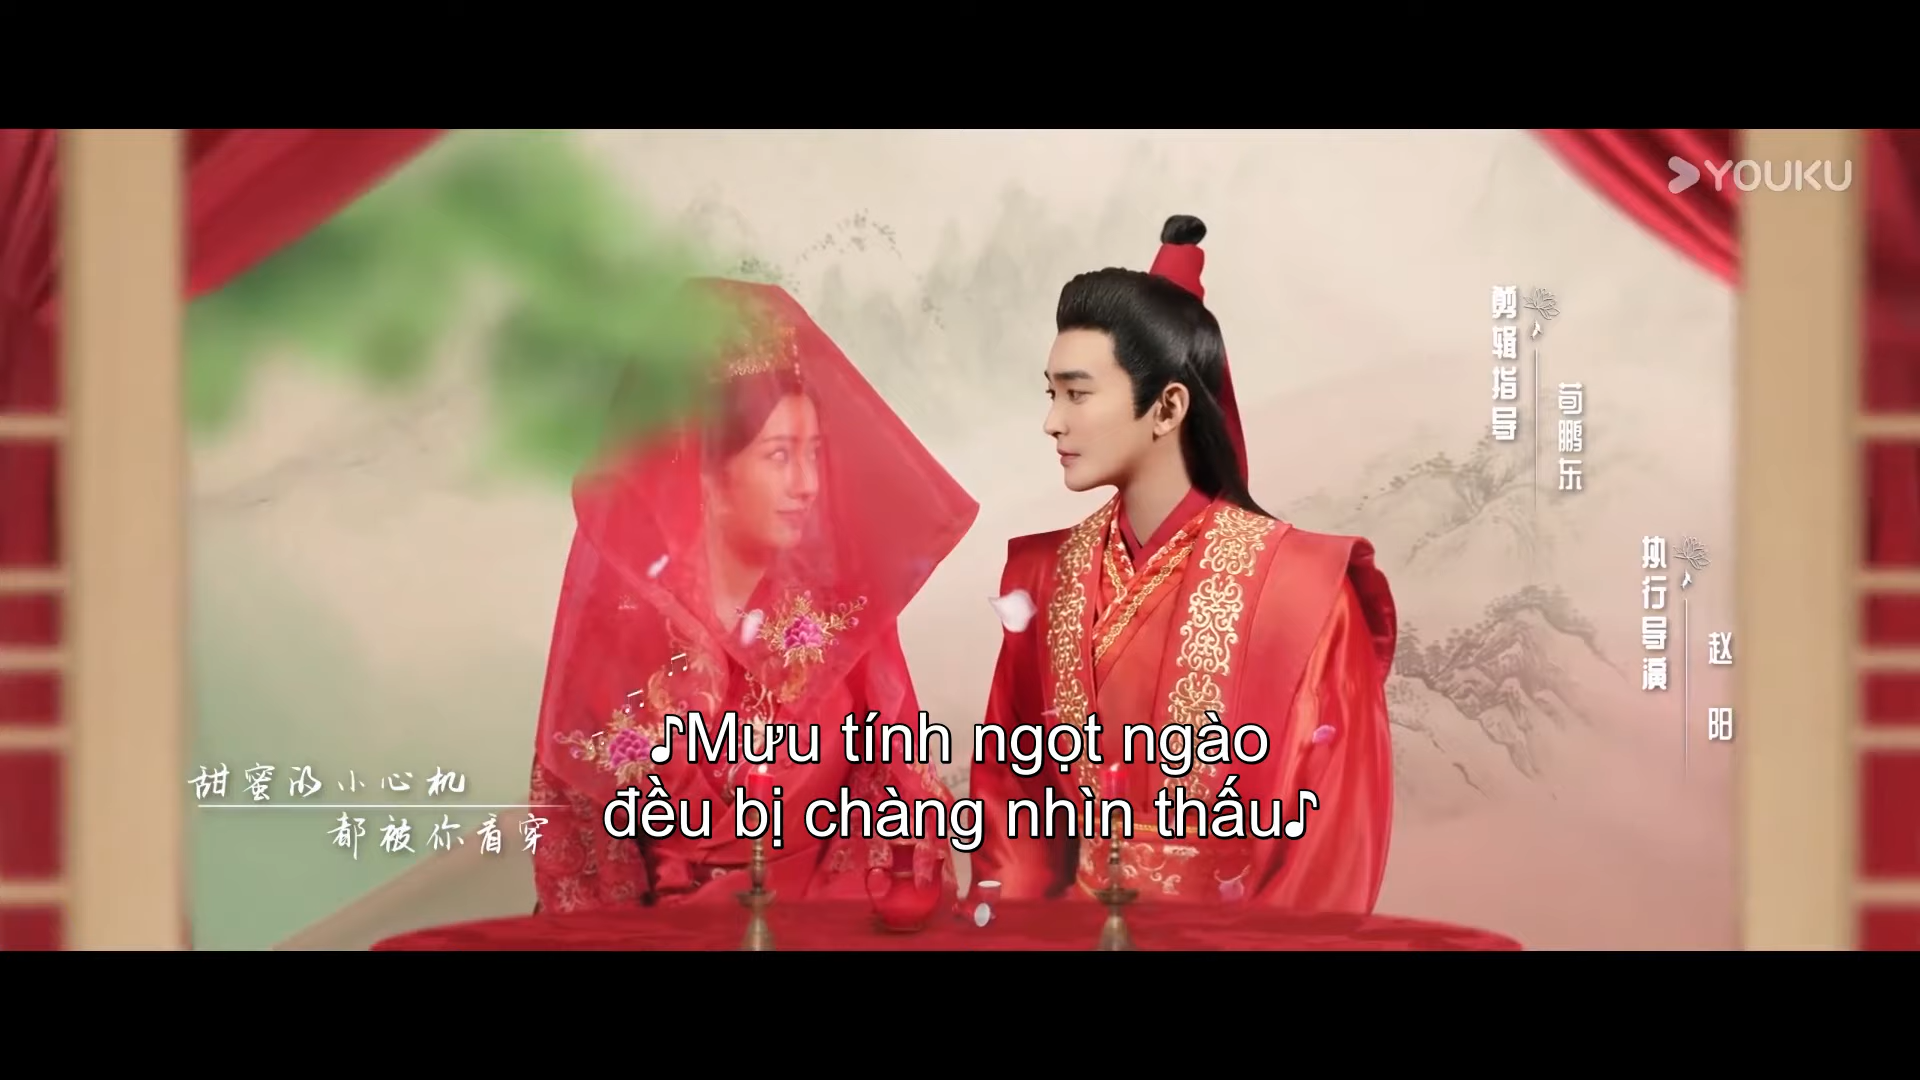 YOUKU
剪辑指导
荀鹏东
执行导演
赵阳
甜蜜的小心机
都被你看穿
♪Mưu tính ngọt ngào
đều bị chàng nhìn thấu♪